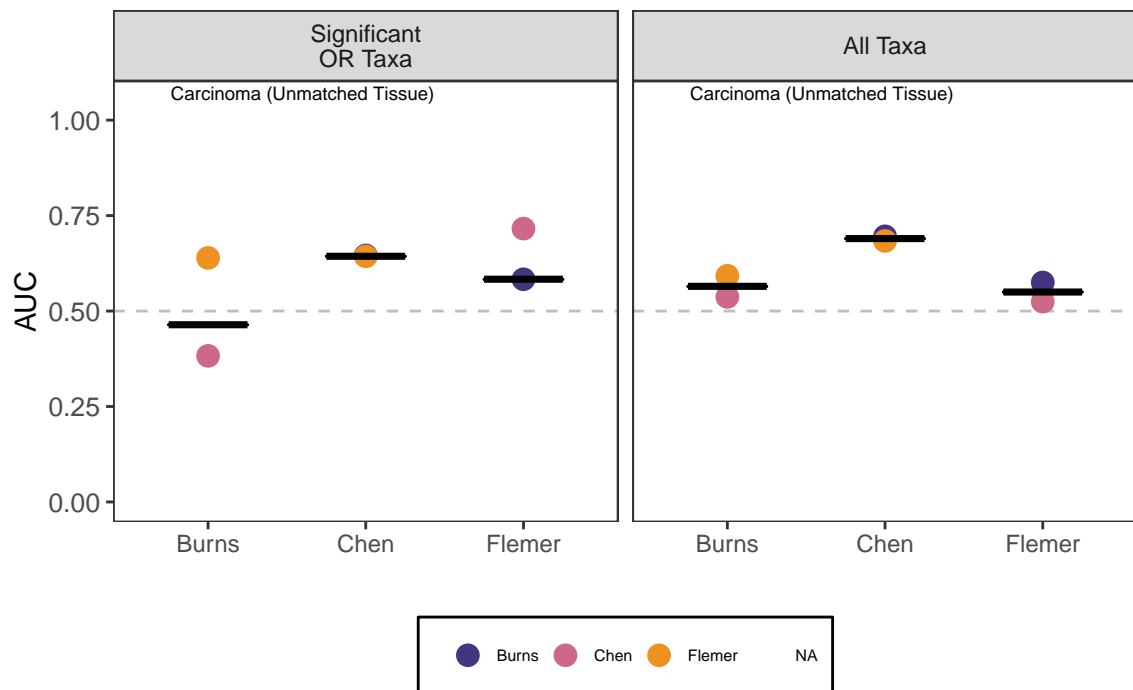 Significant
OR Taxa
All Taxa
Carcinoma (Unmatched Tissue)
Carcinoma (Unmatched Tissue)
AUC
1.00
0.75
0.50
0.25
0.00
Burns
Chen
Flemer
Burns
Chen
Flemer
Burns
Chen
Flemer
NA